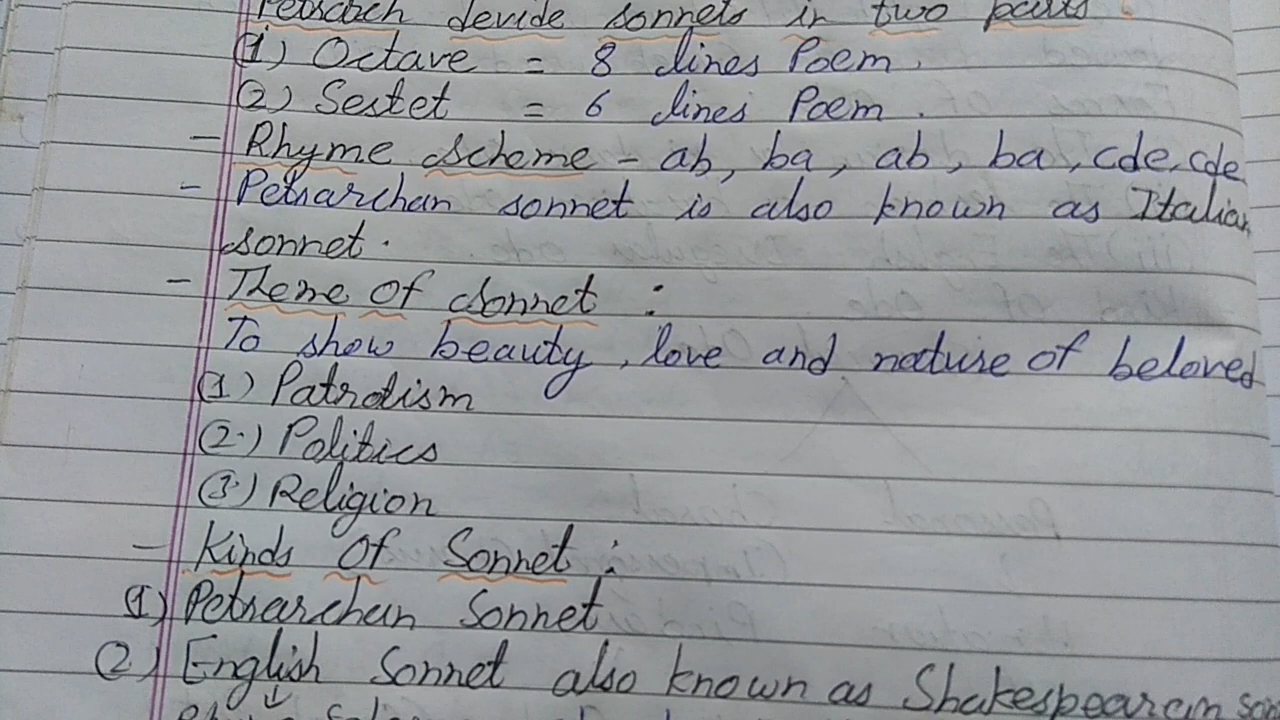 Petrarch devide sonnets in two parts.
(1) Octave = 8 lines Poem.
(2) Sestet = 6 lines Poem.
- Rhyme scheme - ab, ba, ab, ba, cde, cde
- Petrarchan sonnet is also known as Italian
sonnet.
- Theme of sonnet :
To show beauty, love and nature of beloved
(1) Patrotism
(2.) Politics
(3.) Religion
- Kinds Of Sonnet :
(1) Petrarchan Sonnet
(2) English Sonnet also known as Shakespearean